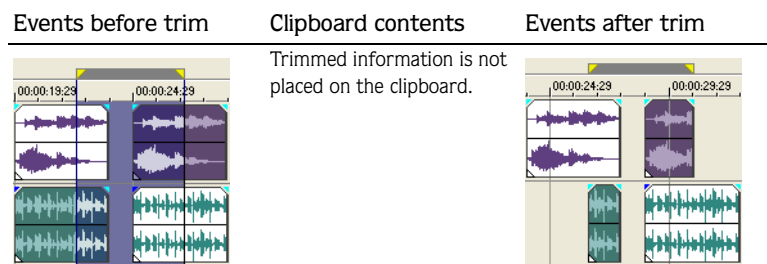 Events before trim
Clipboard contents
Events after trim
Trimmed information is not
placed on the clipboard.
00:00:19:29
00:00:24:29
00:00:24:29
00:00:29:29